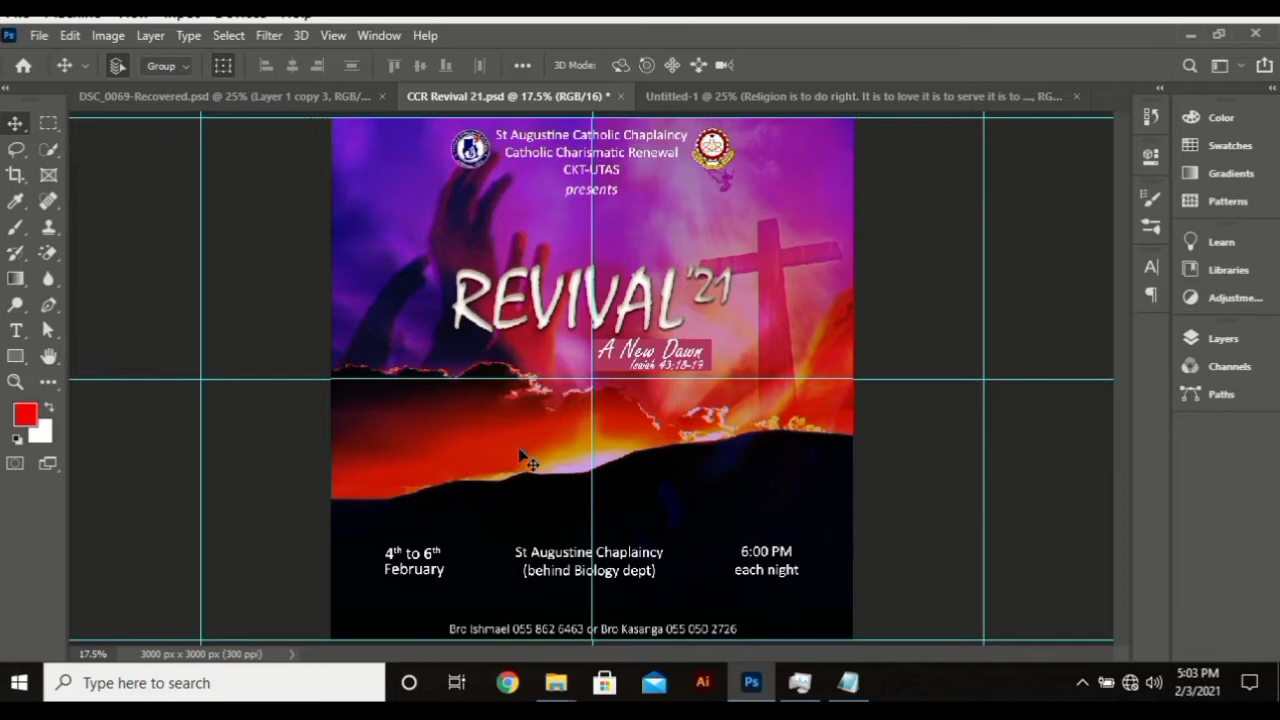 File Edit Image Layer Type Select Filter 3D View Window Help
Group 3D Mode:
DSC_0069-Recovered.psd @ 25% (Layer 1 copy 3, RGB/... × CCR Revival 21.psd @ 17.5% (RGB/16) * × Untitled-1 @ 25% (Religion is to do right. It is to love it is to serve it is to ..., RG... ×
St Augustine Catholic Chaplaincy
Catholic Charismatic Renewal
CKT-UTAS
presents
REVIVAL '21
A New Dawn
Isaiah 43:18-19
4th to 6th
February
St Augustine Chaplaincy
(behind Biology dept)
6:00 PM
each night
Bro Ishmael 055 862 6463 or Bro Kasanga 055 050 2726
Color
Swatches
Gradients
Patterns
Learn
Libraries
Adjustme...
Layers
Channels
Paths
17.5% 3000 px x 3000 px (300 ppi)
Type here to search
Ai Ps
5:03 PM
2/3/2021